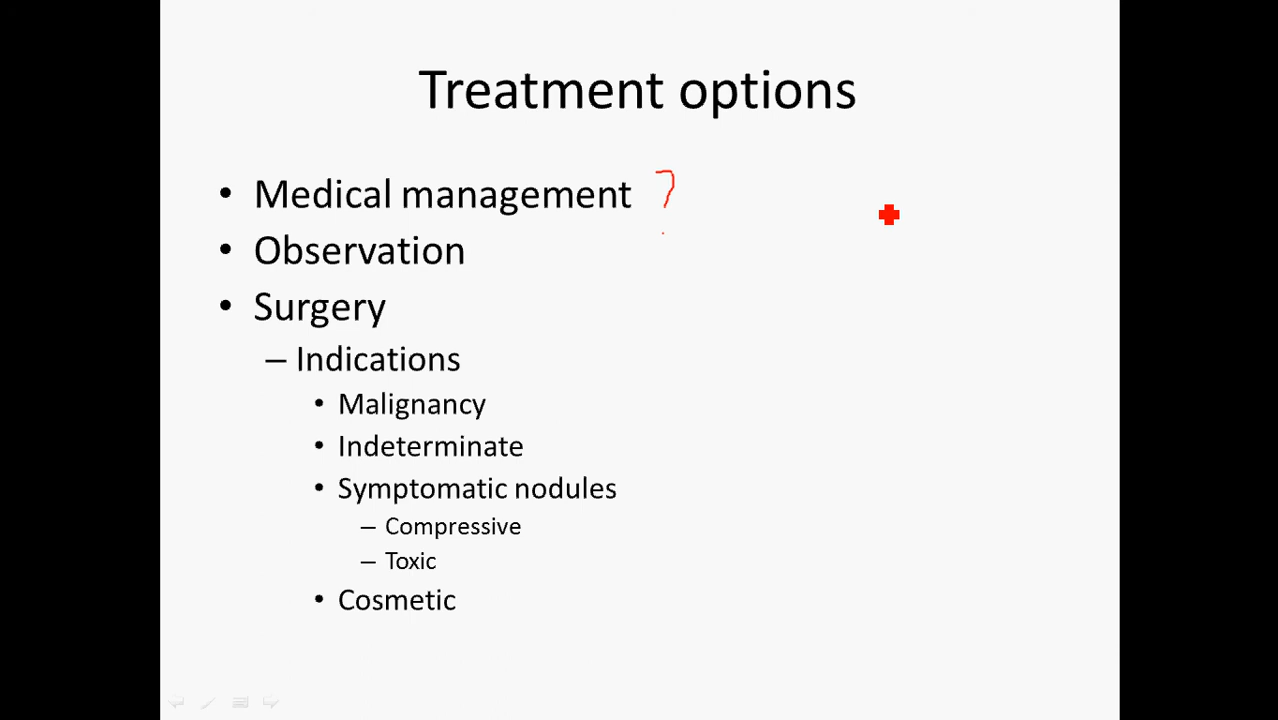 Treatment options
• Medical management ?
• Observation
• Surgery
– Indications
• Malignancy
• Indeterminate
• Symptomatic nodules
– Compressive
– Toxic
• Cosmetic